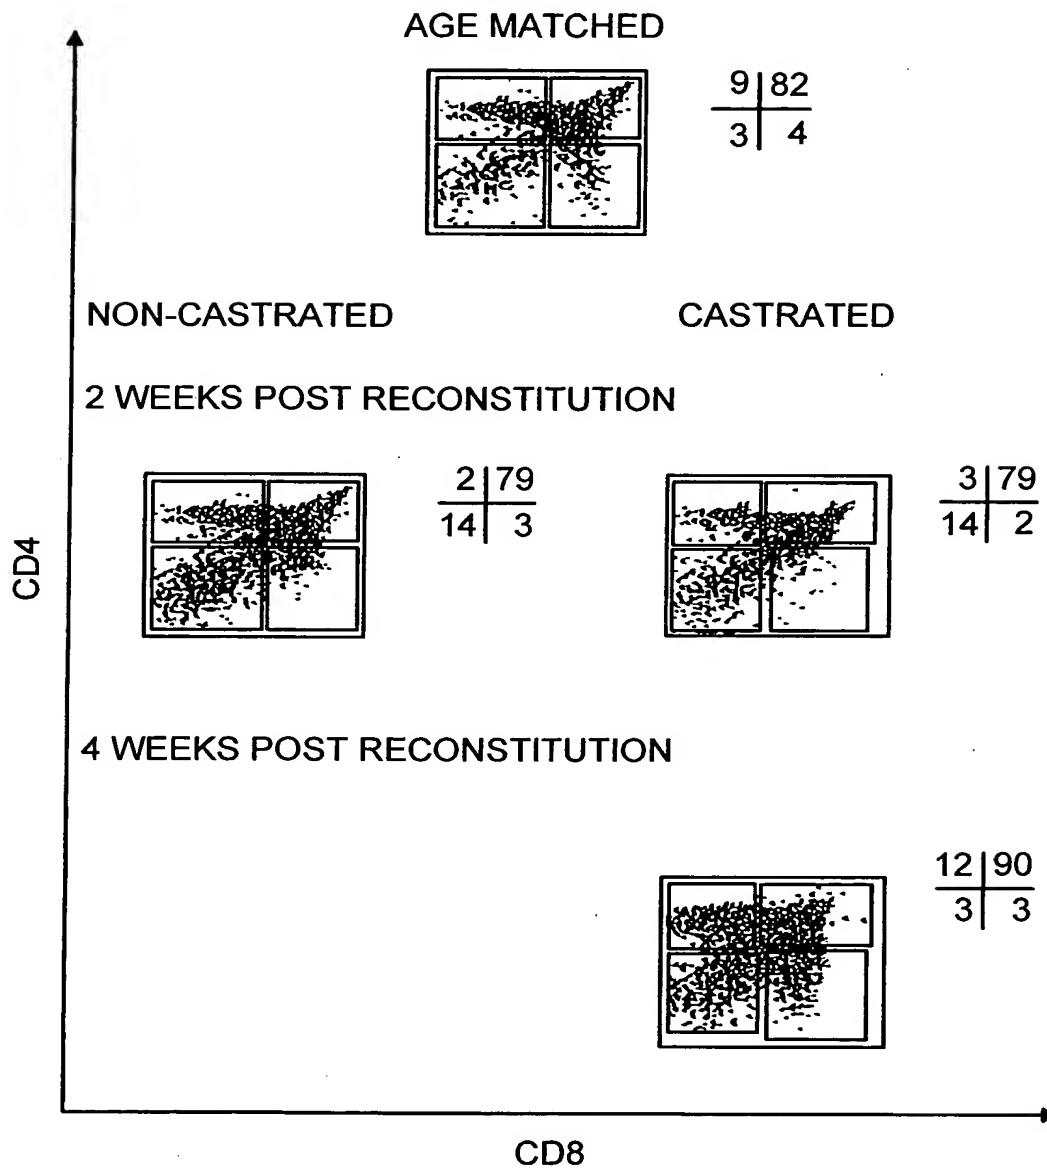 AGE MATCHED
9 82
3 4
NON-CASTRATED CASTRATED
2 WEEKS POST RECONSTITUTION
2 79
14 3
3 79
14 2
CD4
4 WEEKS POST RECONSTITUTION
12 90
3 3
CD8